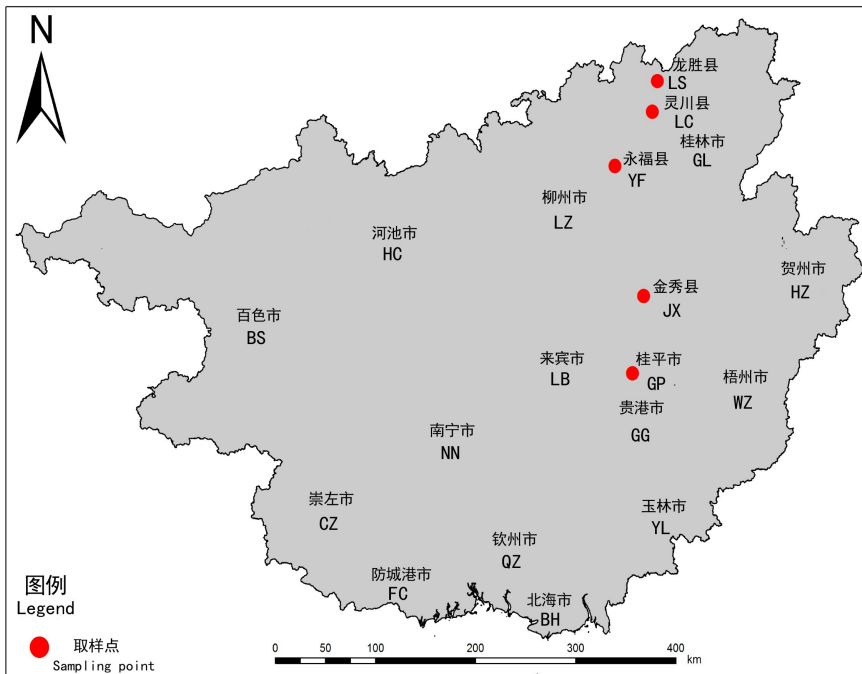 N
龙胜县
LS
灵川县
LC
桂林市
GL
永福县
YF
柳州市
LZ
河池市
HC
贺州市
HZ
金秀县
JX
百色市
BS
来宾市
LB
桂平市
GP
梧州市
WZ
贵港市
GG
南宁市
NN
崇左市
CZ
玉林市
YL
钦州市
QZ
防城港市
FC
北海市
BH
图例
Legend
取样点
Sampling point
0 50 100 200 300 400
km